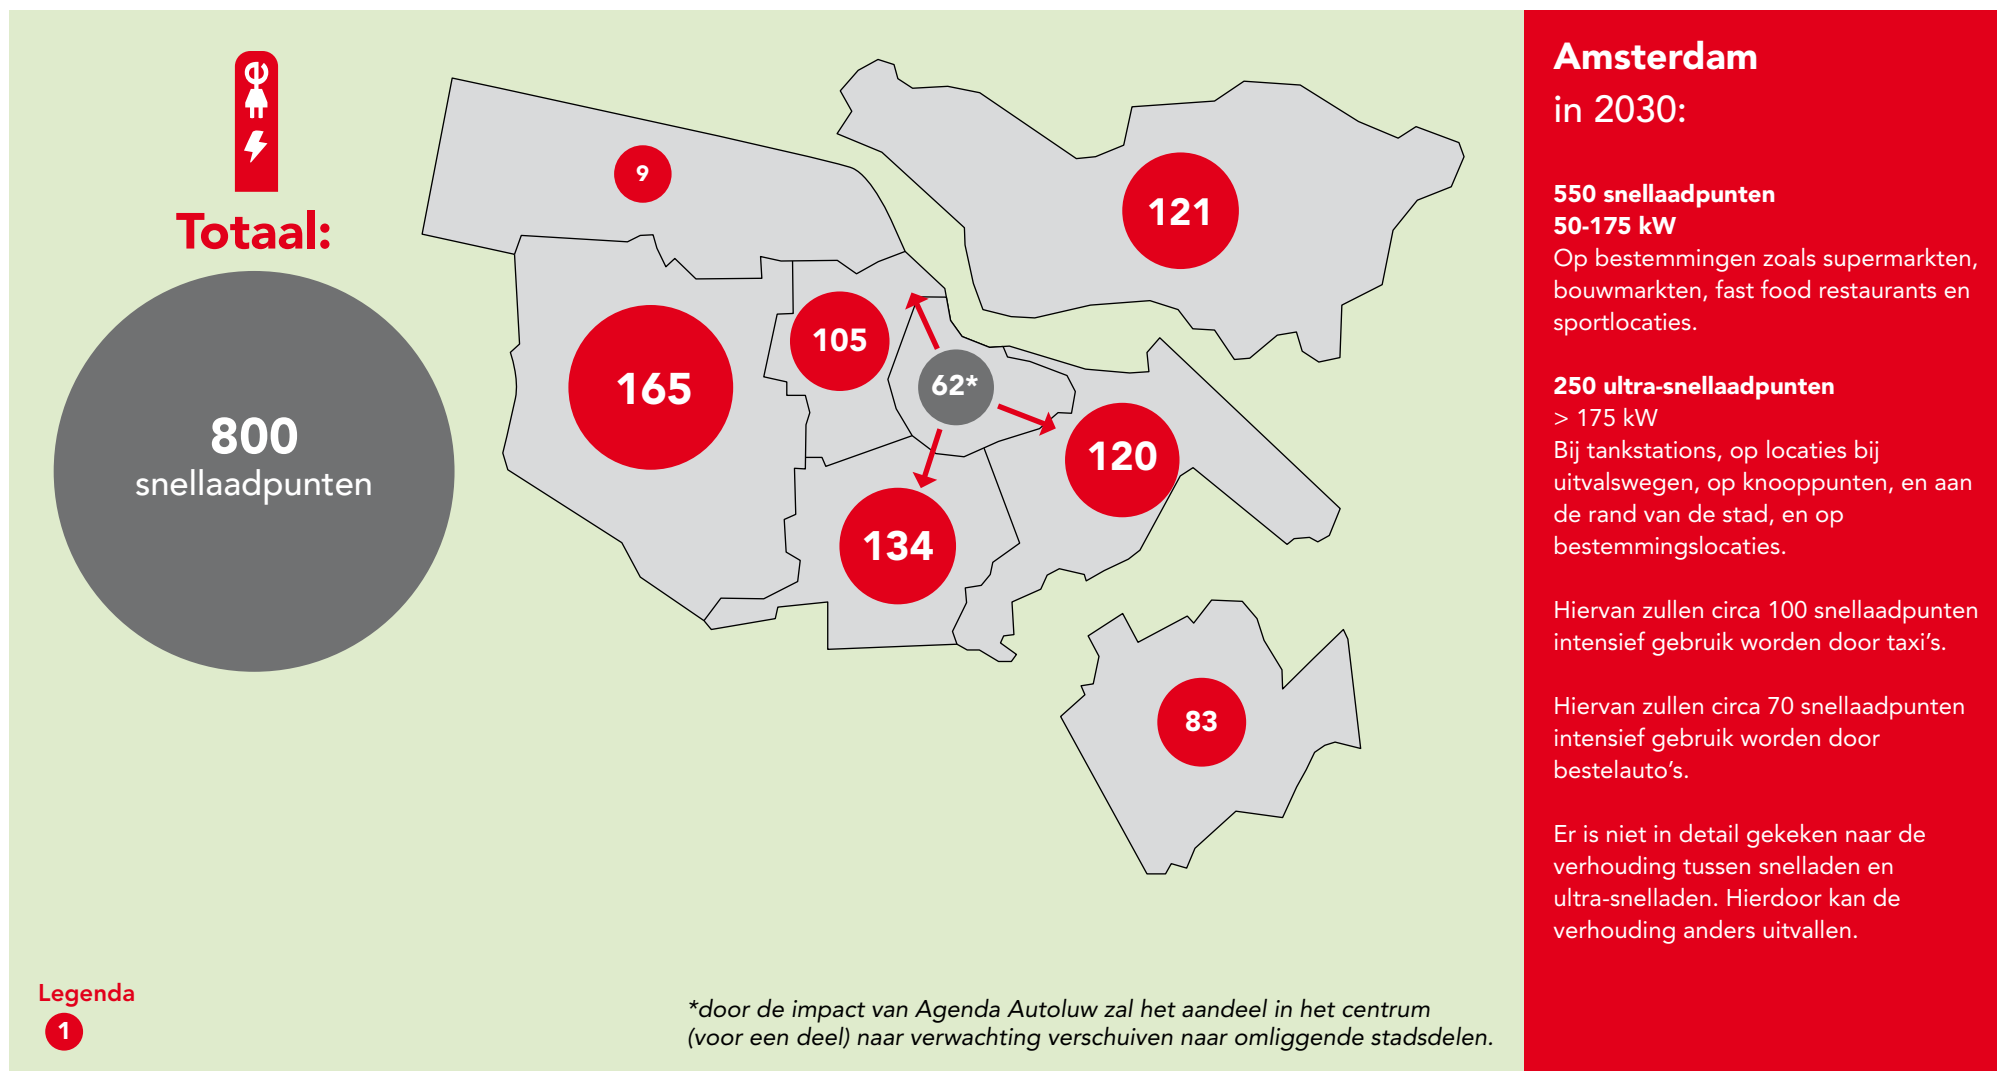 Totaal:
800
snellaadpunten
9
121
165
105
62*
120
134
83
Legenda
1
*door de impact van Agenda Autoluw zal het aandeel in het centrum
(voor een deel) naar verwachting verschuiven naar omliggende stadsdelen.
Amsterdam
in 2030:
550 snellaadpunten
50-175 kW
Op bestemmingen zoals supermarkten,
bouwmarkten, fast food restaurants en
sportlocaties.
250 ultra-snellaadpunten
> 175 kW
Bij tankstations, op locaties bij
uitvalswegen, op knooppunten, en aan
de rand van de stad, en op
bestemmingslocaties.
Hiervan zullen circa 100 snellaadpunten
intensief gebruik worden door taxi's.
Hiervan zullen circa 70 snellaadpunten
intensief gebruik worden door
bestelauto's.
Er is niet in detail gekeken naar de
verhouding tussen snelladen en
ultra-snelladen. Hierdoor kan de
verhouding anders uitvallen.